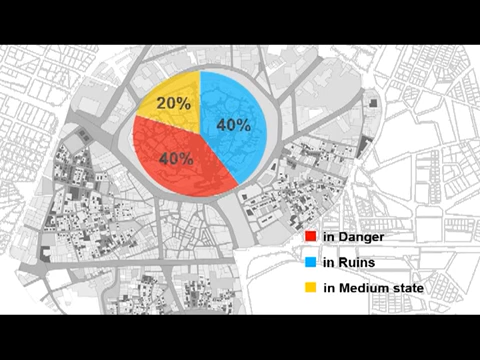 20%
40%
40%
in Danger
in Ruins
in Medium state